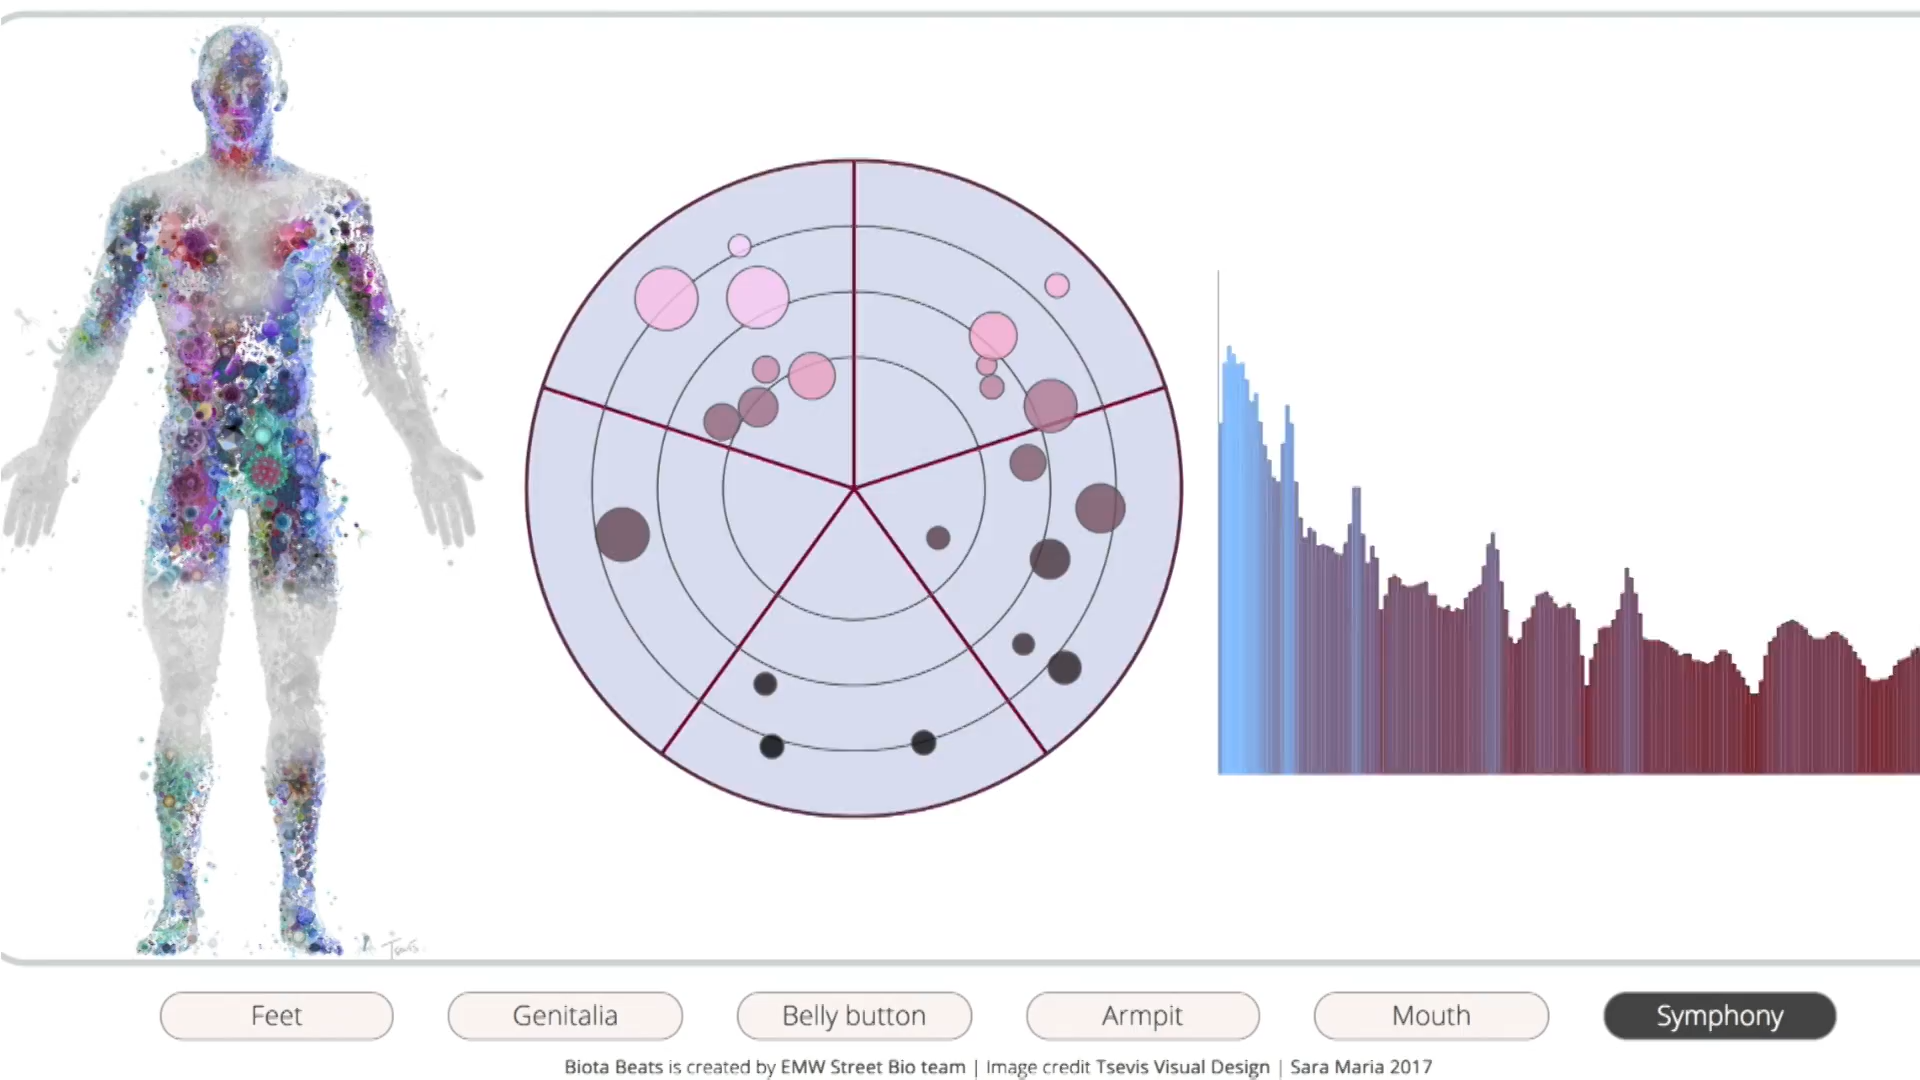 Tsevis
Feet
Genitalia
Belly button
Armpit
Mouth
Symphony
Biota Beats is created by EMW Street Bio team | Image credit Tsevis Visual Design | Sara Maria 2017